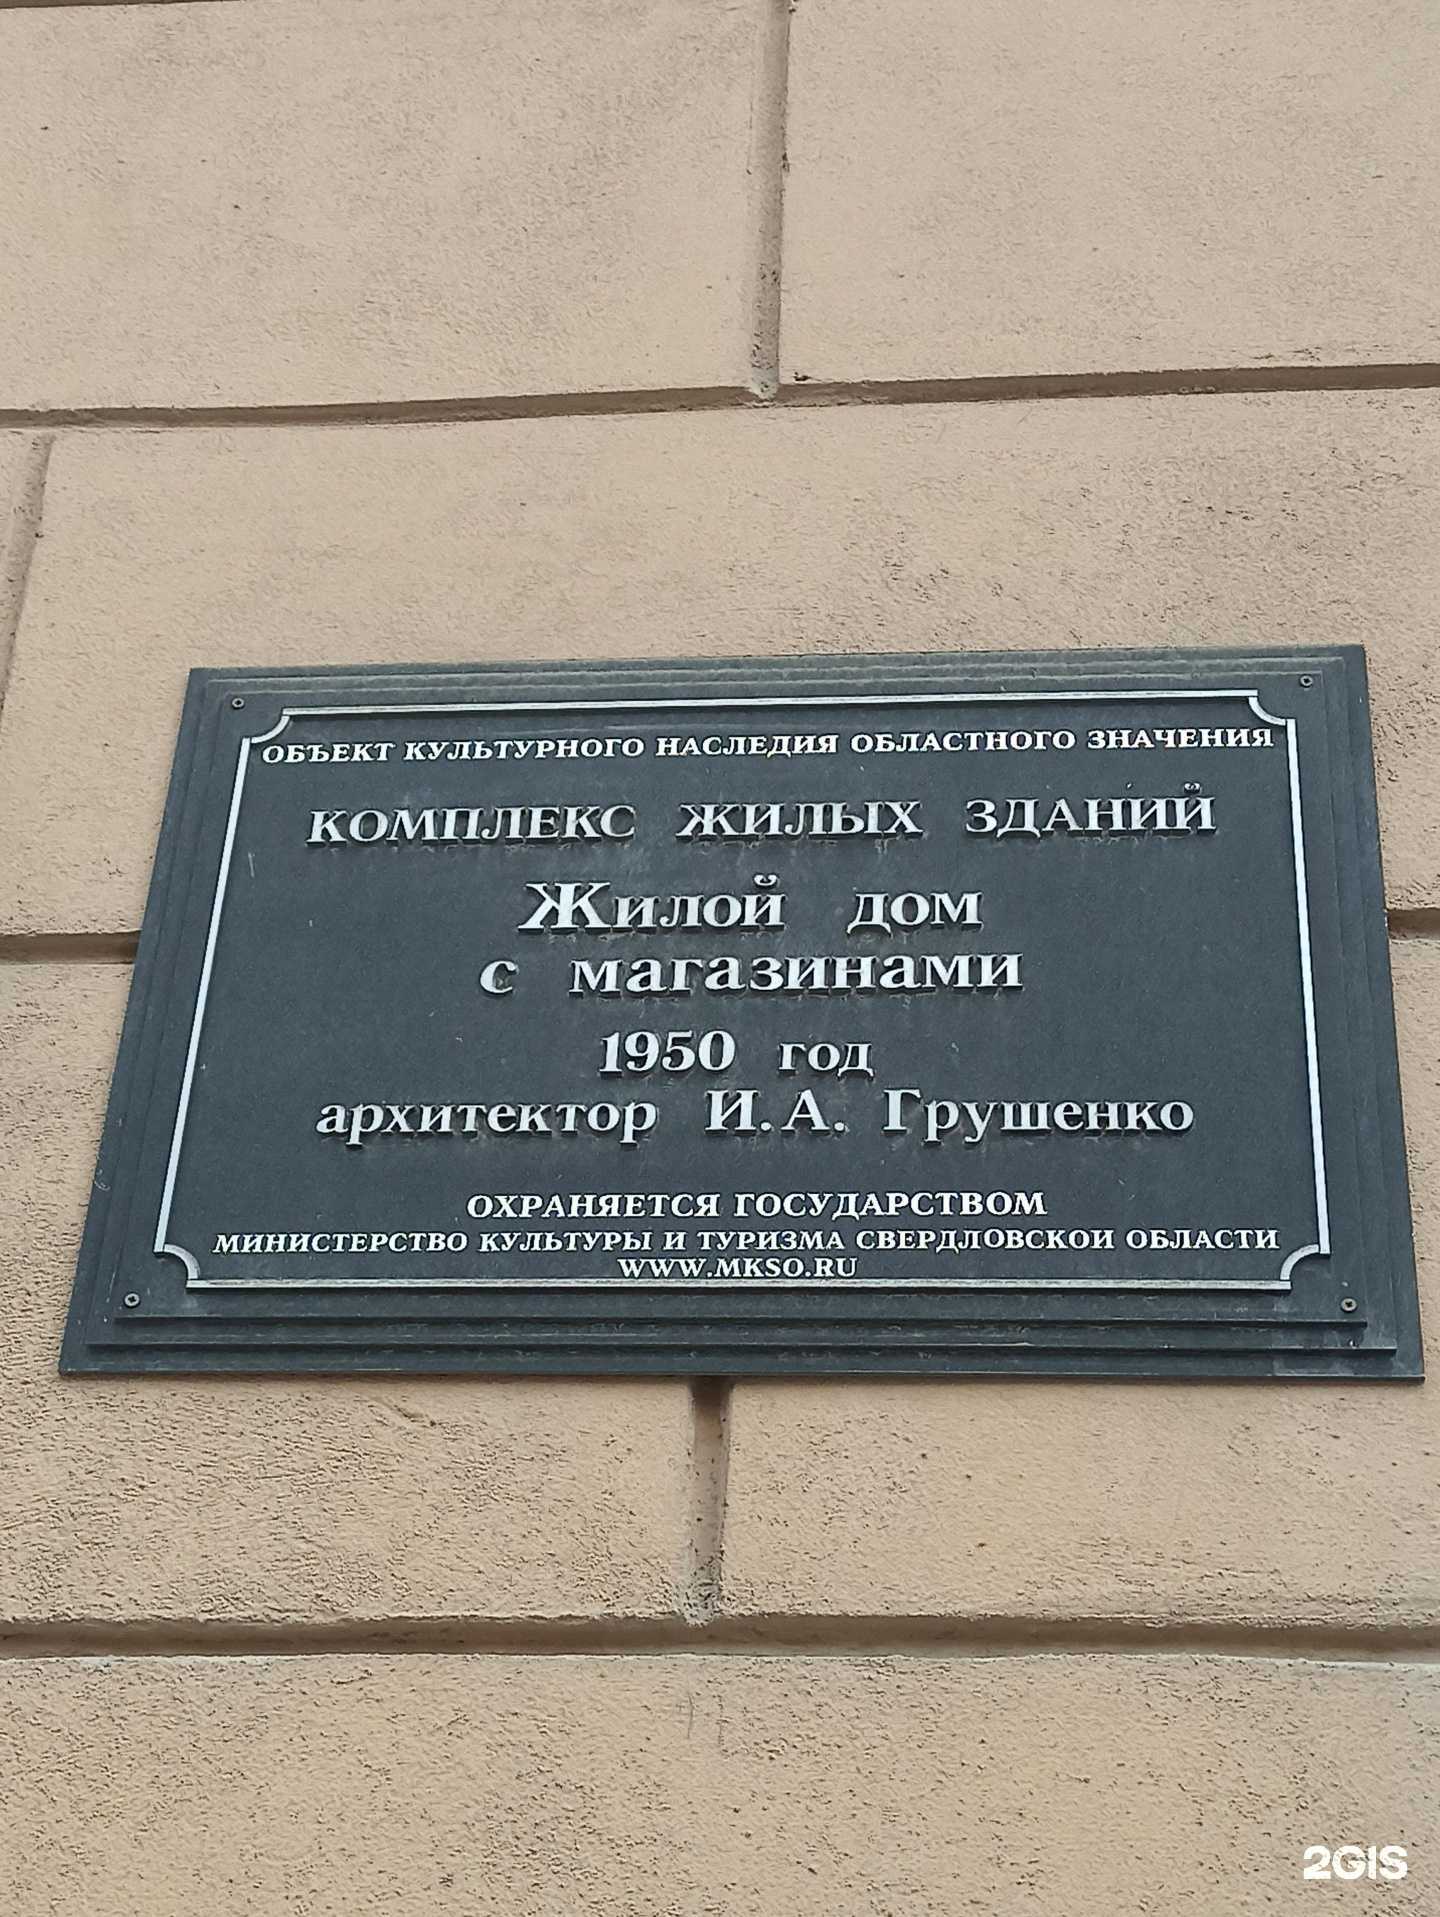 ОБЪЕКТ КУЛЬТУРНОГО НАСЛЕДИЯ ОБЛАСТНОГО ЗНАЧЕНИЯ
КОМПЛЕКС ЖИЛЫХ ЗДАНИЙ
Жилой дом
с магазинами
1950 год
архитектор И.А. Грушенко
ОХРАНЯЕТСЯ ГОСУДАРСТВОМ
МИНИСТЕРСТВО КУЛЬТУРЫ И ТУРИЗМА СВЕРДЛОВСКОИ ОБЛАСТИ
WWW.MKSO.RU
2GIS